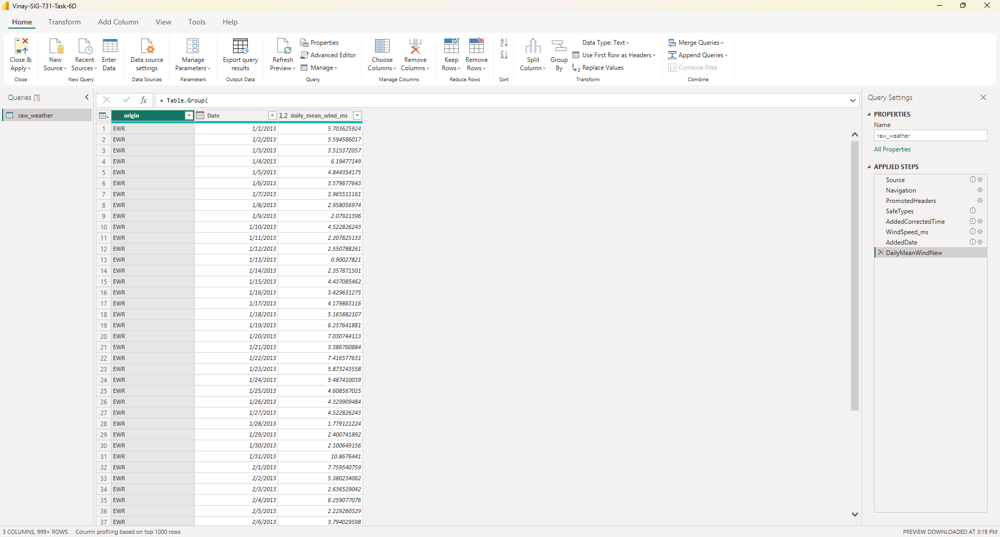 Vinay-SIG-731-Task-6D
Home Transform Add Column View Tools Help
Close & Apply
Close
New Source
Recent Sources
Enter Data
New Query
Data source settings
Data Sources
Manage Parameters
Parameters
Export query results
Output Data
Refresh Preview
Properties
Advanced Editor
Manage
Query
Choose Columns
Remove Columns
Manage Columns
Keep Rows
Remove Rows
Reduce Rows
Sort
Split Column
Group By
Data Type: Text
Use First Row as Headers
Replace Values
Transform
Merge Queries
Append Queries
Combine Files
Combine
Queries [1]
raw_weather
fx = Table.Group(
origin Date 1.2 daily_mean_wind_ms
1 EWR 1/1/2013 5.703625924
2 EWR 1/2/2013 5.594586017
3 EWR 1/3/2013 3.515372057
4 EWR 1/4/2013 6.19477149
5 EWR 1/5/2013 4.844354175
6 EWR 1/6/2013 3.579677643
7 EWR 1/7/2013 3.965511161
8 EWR 1/8/2013 2.958056974
9 EWR 1/9/2013 2.07921396
10 EWR 1/10/2013 4.522826243
11 EWR 1/11/2013 2.207825133
12 EWR 1/12/2013 2.550788261
13 EWR 1/13/2013 0.90027821
14 EWR 1/14/2013 2.357871501
15 EWR 1/15/2013 4.437085462
16 EWR 1/16/2013 3.429631275
17 EWR 1/17/2013 4.179863116
18 EWR 1/18/2013 5.165882107
19 EWR 1/19/2013 6.237641881
20 EWR 1/20/2013 7.030744113
21 EWR 1/21/2013 3.386760884
22 EWR 1/22/2013 7.416577631
23 EWR 1/23/2013 5.873243558
24 EWR 1/24/2013 5.487410039
25 EWR 1/25/2013 4.608567025
26 EWR 1/26/2013 4.329909484
27 EWR 1/27/2013 4.522826243
28 EWR 1/28/2013 1.779121224
29 EWR 1/29/2013 2.400741892
30 EWR 1/30/2013 2.100649156
31 EWR 1/31/2013 10.8676441
32 EWR 2/1/2013 7.759540759
33 EWR 2/2/2013 5.380234062
34 EWR 2/3/2013 2.636529042
35 EWR 2/4/2013 6.259077076
36 EWR 2/5/2013 2.229260329
37 EWR 2/6/2013 3.794029598
Query Settings
PROPERTIES
Name
raw_weather
All Properties
APPLIED STEPS
Source
Navigation
PromotedHeaders
SafeTypes
AddedCorrectedTime
WindSpeed_ms
AddedDate
DailyMeanWindNew
3 COLUMNS, 999+ ROWS Column profiling based on top 1000 rows PREVIEW DOWNLOADED AT 3:19 PM